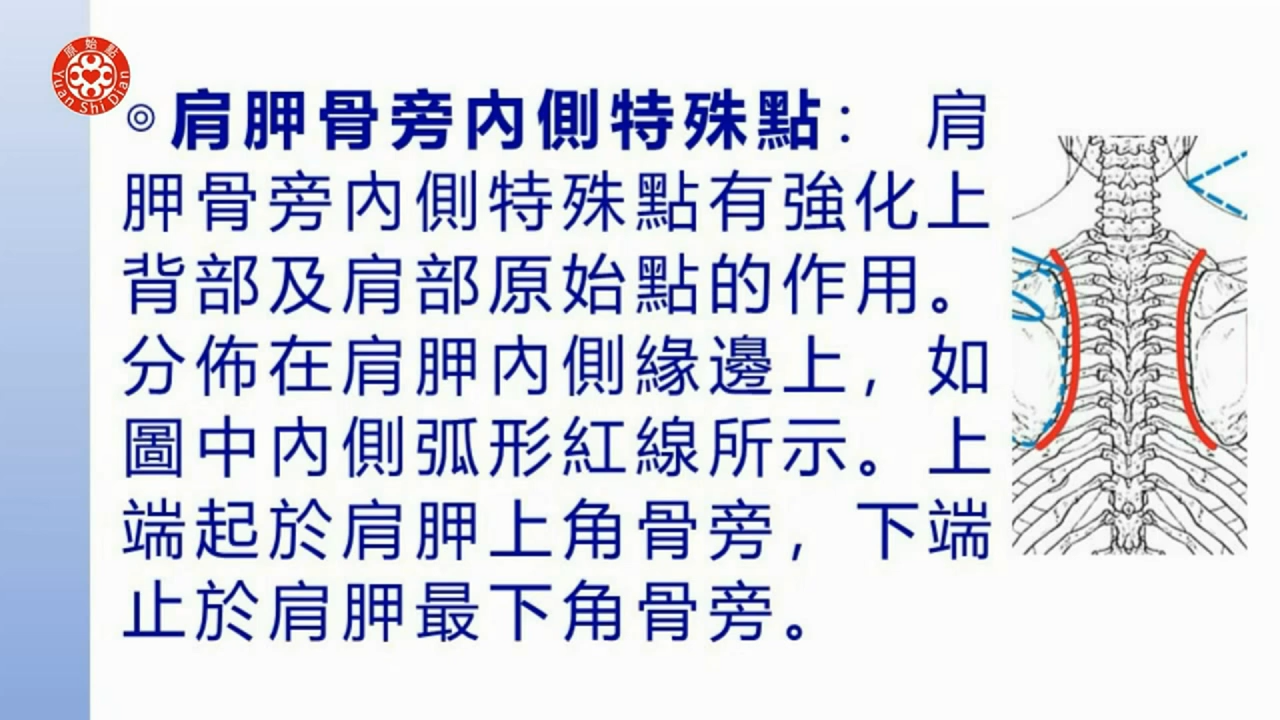 原始點
Yuan Shi Dian
◎肩胛骨旁內側特殊點： 肩
胛骨旁內側特殊點有強化上
背部及肩部原始點的作用。
分佈在肩胛內側緣邊上，如
圖中內側弧形紅線所示。上
端起於肩胛上角骨旁，下端
止於肩胛最下角骨旁。